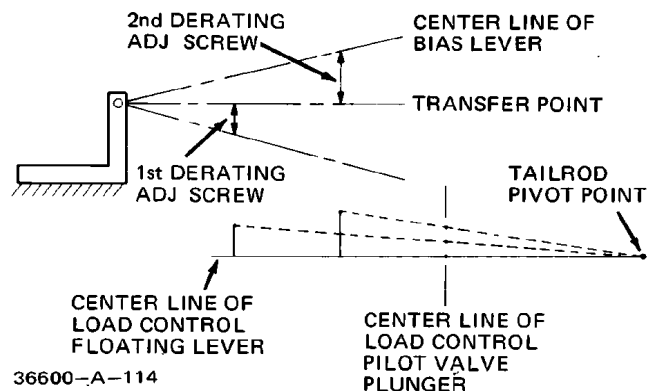 2nd DERATING
ADJ SCREW
CENTER LINE OF
BIAS LEVER
TRANSFER POINT
1st DERATING
ADJ SCREW
TAILROD
PIVOT POINT
CENTER LINE OF
LOAD CONTROL
FLOATING LEVER
CENTER LINE OF
LOAD CONTROL
PILOT VALVE
PLUNGER
36600-A-114